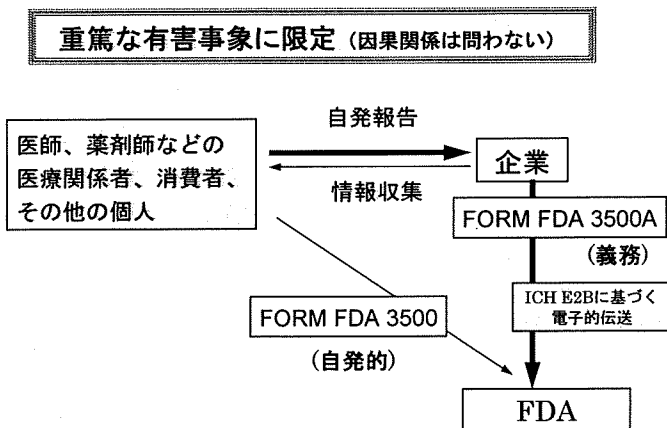 重篤な有害事象に限定 (因果関係は問わない)
医師、薬剤師などの
医療関係者、消費者、
その他の個人
自発報告
情報収集
企業
FORM FDA 3500A
(義務)
ICH E2Bに基づく
電子的伝送
FORM FDA 3500
(自発的)
FDA